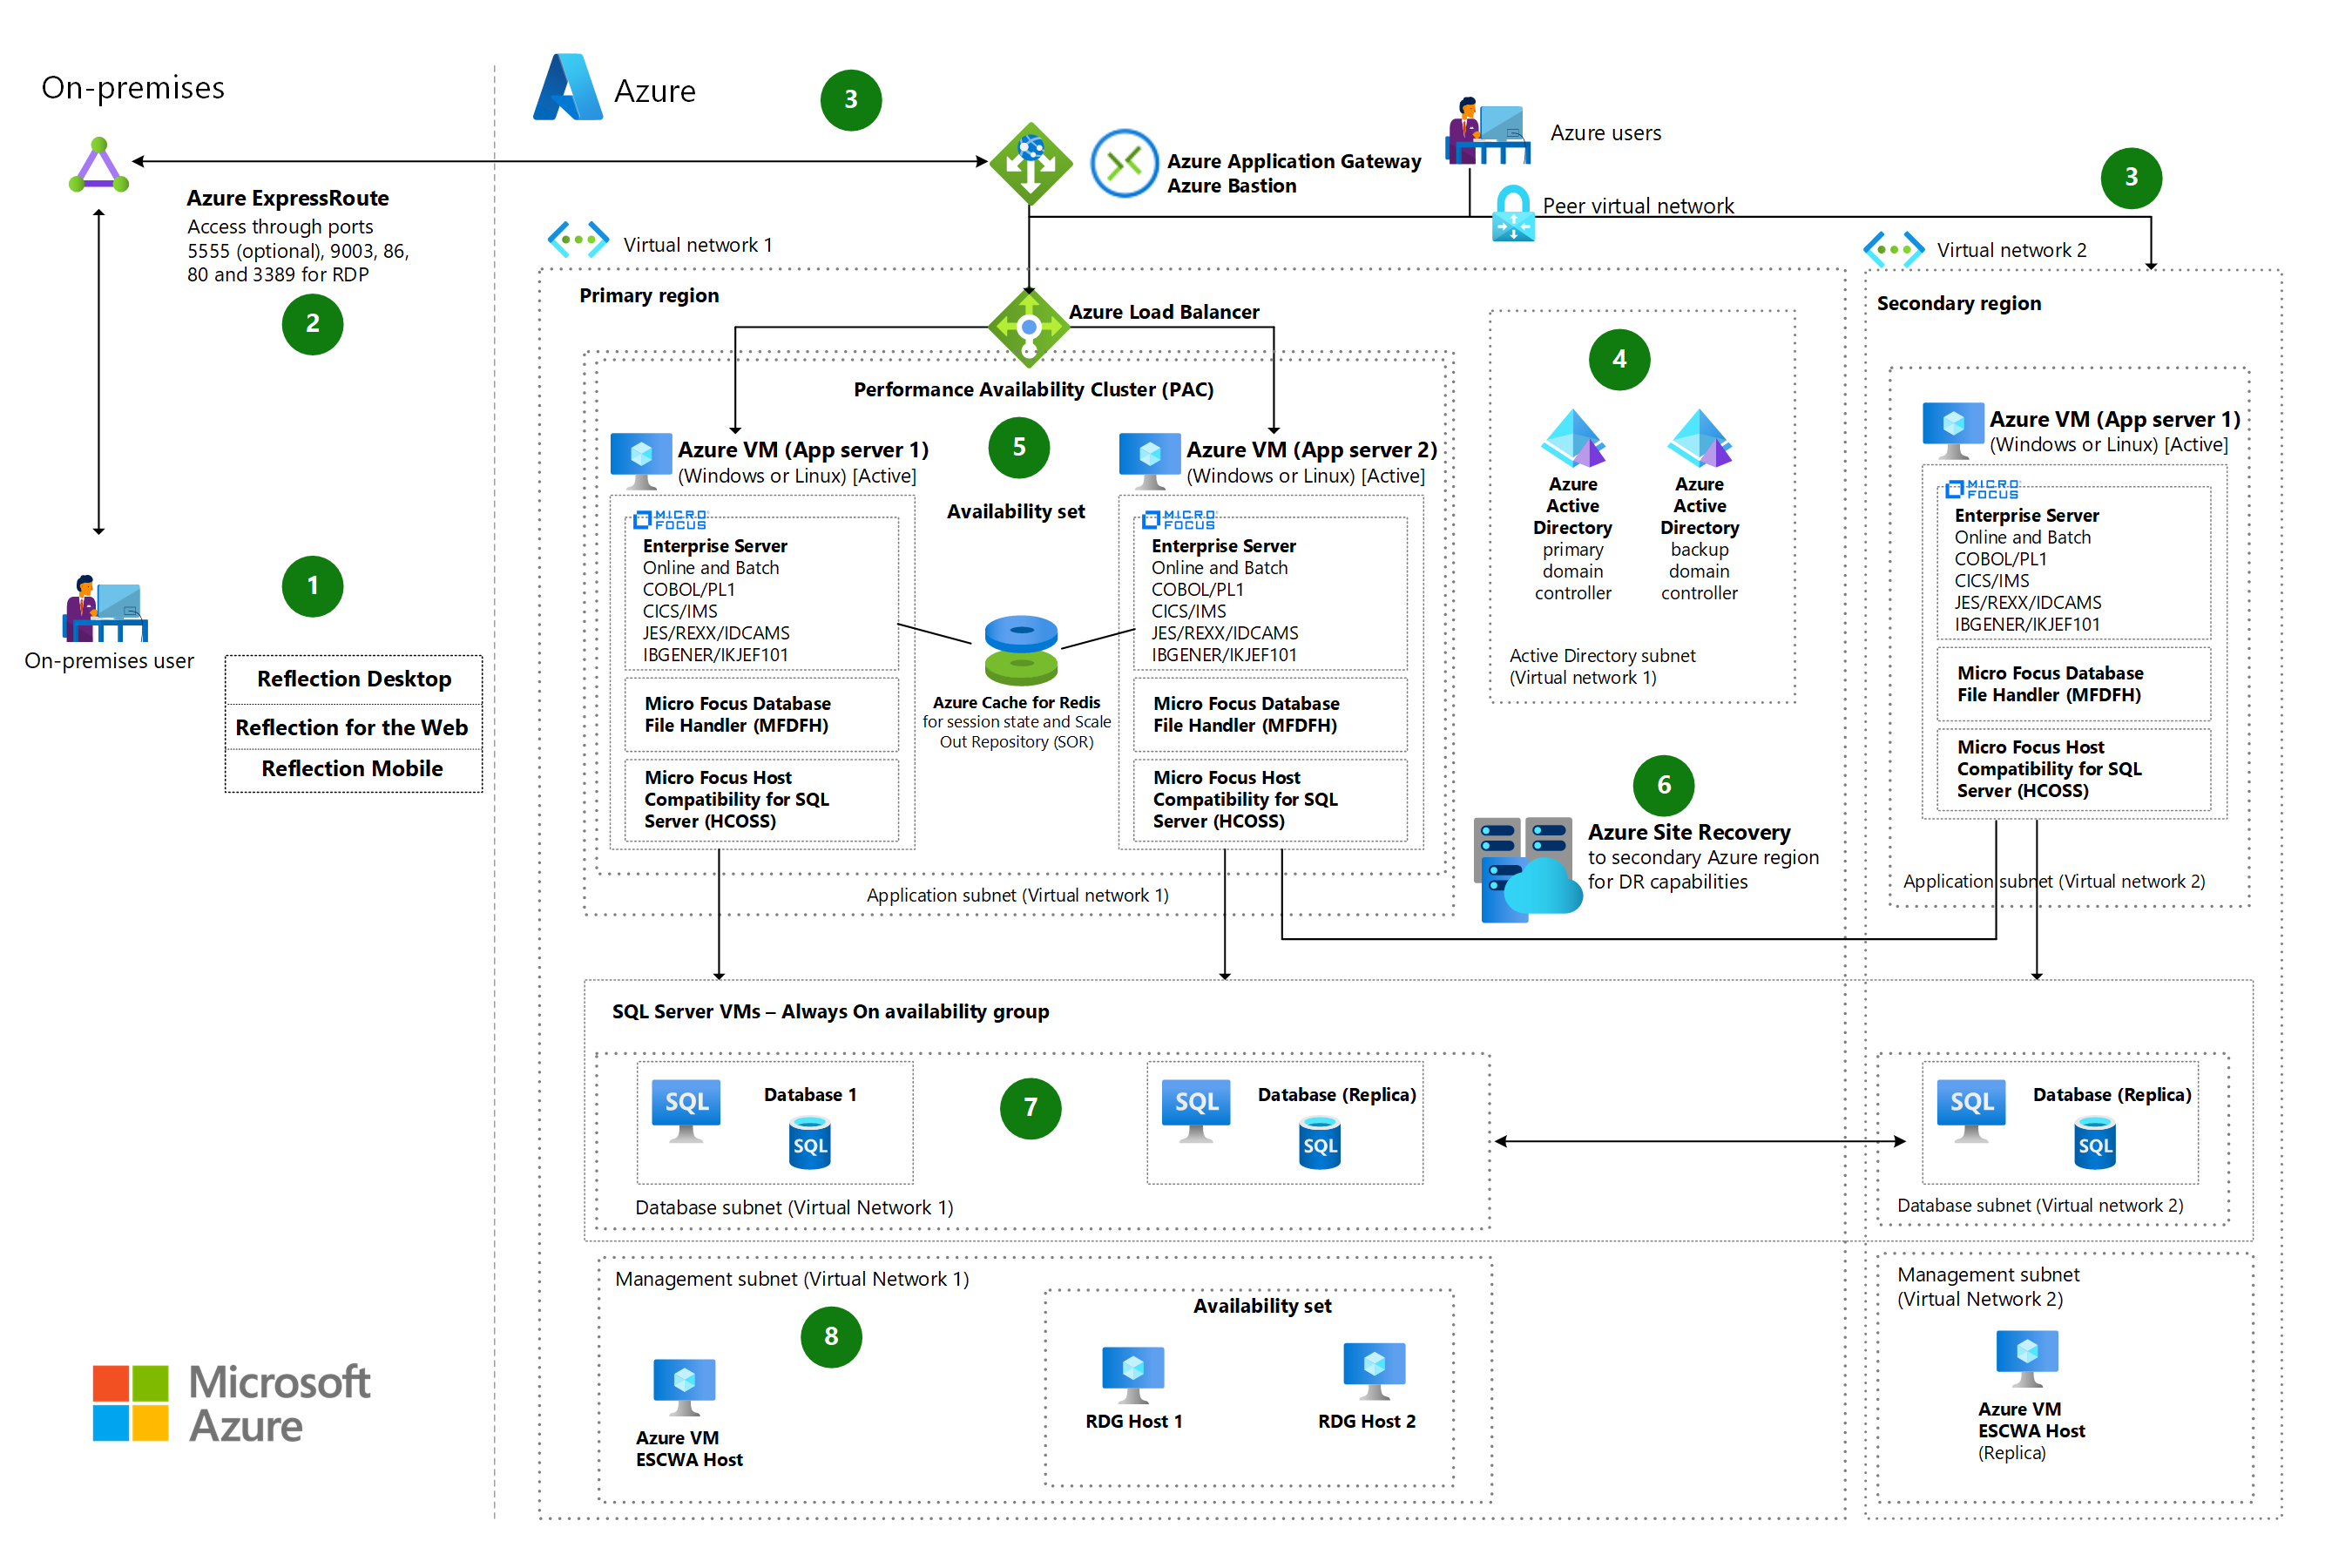 On-premises
Azure
3
Azure users
Azure ExpressRoute
Access through ports
5555 (optional), 9003, 86,
80 and 3389 for RDP
2
Azure Application Gateway
Azure Bastion
Peer virtual network
3
Virtual network 1
Virtual network 2
Primary region
Azure Load Balancer
Secondary region
Performance Availability Cluster (PAC)
Azure VM (App server 1)
(Windows or Linux) [Active]
5
Availability set
Azure VM (App server 2)
(Windows or Linux) [Active]
MICRO
FOCUS
Enterprise Server
Online and Batch
COBOL/PL1
CICS/IMS
JES/REXX/IDCAMS
IBGENER/IKJEF101
Micro Focus Database
File Handler (MFDFH)
Micro Focus Host
Compatibility for SQL
Server (HCOSS)
Azure Cache for Redis
for session state and Scale
Out Repository (SOR)
MICRO
FOCUS
Enterprise Server
Online and Batch
COBOL/PL1
CICS/IMS
JES/REXX/IDCAMS
IBGENER/IKJEF101
Micro Focus Database
File Handler (MFDFH)
Micro Focus Host
Compatibility for SQL
Server (HCOSS)
Application subnet (Virtual network 1)
4
Azure
Active
Directory
primary
domain
controller
Azure
Active
Directory
backup
domain
controller
Active Directory subnet
(Virtual network 1)
6
Azure Site Recovery
to secondary Azure region
for DR capabilities
Azure VM (App server 1)
(Windows or Linux) [Active]
MICRO
FOCUS
Enterprise Server
Online and Batch
COBOL/PL1
CICS/IMS
JES/REXX/IDCAMS
IBGENER/IKJEF101
Micro Focus Database
File Handler (MFDFH)
Micro Focus Host
Compatibility for SQL
Server (HCOSS)
Application subnet (Virtual network 2)
1
On-premises user
Reflection Desktop
Reflection for the Web
Reflection Mobile
SQL Server VMs – Always On availability group
SQL
Database 1
SQL
7
SQL
Database (Replica)
SQL
Database subnet (Virtual Network 1)
SQL
Database (Replica)
SQL
Database subnet (Virtual network 2)
Management subnet (Virtual Network 1)
8
Azure VM
ESCWA Host
Availability set
RDG Host 1
RDG Host 2
Management subnet
(Virtual Network 2)
Azure VM
ESCWA Host
(Replica)
Microsoft
Azure